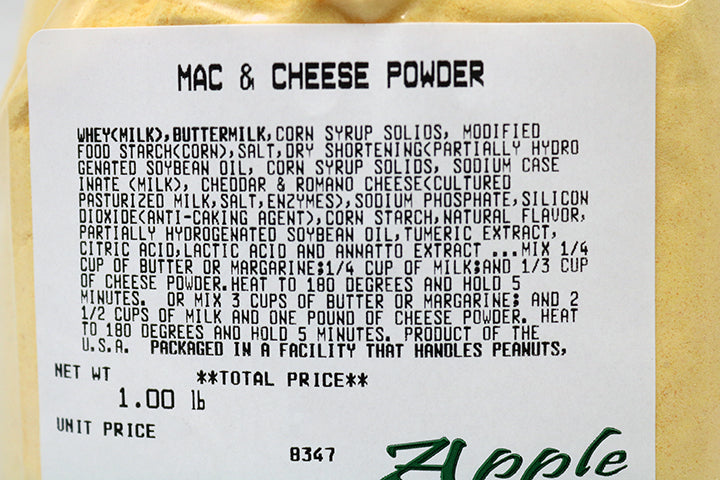 MAC & CHEESE POWDER
WHEY(MILK),BUTTERMILK,CORN SYRUP SOLIDS, MODIFIED
FOOD STARCH(CORN),SALT,DRY SHORTENING(PARTIALLY HYDRO
GENATED SOYBEAN OIL, CORN SYRUP SOLIDS, SODIUM CASE
INATE (MILK), CHEDDAR & ROMANO CHEESE(CULTURED
PASTURIZED MILK,SALT,ENZYMES),SODIUM PHOSPHATE,SILICON
DIOXIDE(ANTI-CAKING AGENT),CORN STARCH,NATURAL FLAVOR,
PARTIALLY HYDROGENATED SOYBEAN OIL,TUMERIC EXTRACT,
CITRIC ACID,LACTIC ACID AND ANNATTO EXTRACT ...MIX 1/4
CUP OF BUTTER OR MARGARINE;1/4 CUP OF MILK;AND 1/3 CUP
OF CHEESE POWDER.HEAT TO 180 DEGREES AND HOLD 5
MINUTES.  OR MIX 3 CUPS OF BUTTER OR MARGARINE; AND 2
1/2 CUPS OF MILK AND ONE POUND OF CHEESE POWDER. HEAT
TO 180 DEGREES AND HOLD 5 MINUTES. PRODUCT OF THE
U.S.A.  PACKAGED IN A FACILITY THAT HANDLES PEANUTS,
NET WT **TOTAL PRICE**
1.00 lb
UNIT PRICE
8347
Apple